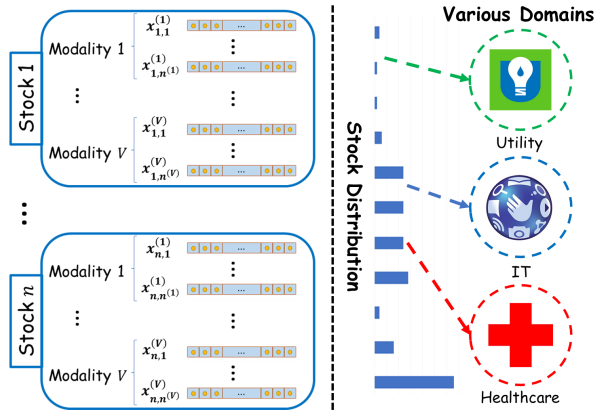 Stock 1
Modality 1
x_{1,1}^{(1)}
...
⋮
x_{1,n^{(1)}}^{(1)}
...
⋮
⋮
Modality V
x_{1,1}^{(V)}
...
⋮
x_{1,n^{(V)}}^{(V)}
...
⋮
Stock n
Modality 1
x_{n,1}^{(1)}
...
⋮
x_{n,n^{(1)}}^{(1)}
...
⋮
⋮
Modality V
x_{n,1}^{(V)}
...
⋮
x_{n,n^{(V)}}^{(V)}
...
Stock Distribution
Various Domains
Utility
IT
Healthcare